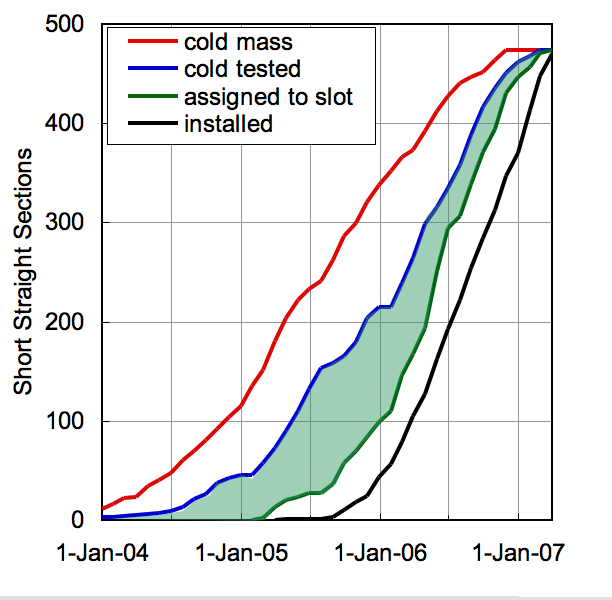 500
cold mass
cold tested
assigned to slot
installed
400
300
200
100
0
Short Straight Sections
1-Jan-04 1-Jan-05 1-Jan-06 1-Jan-07